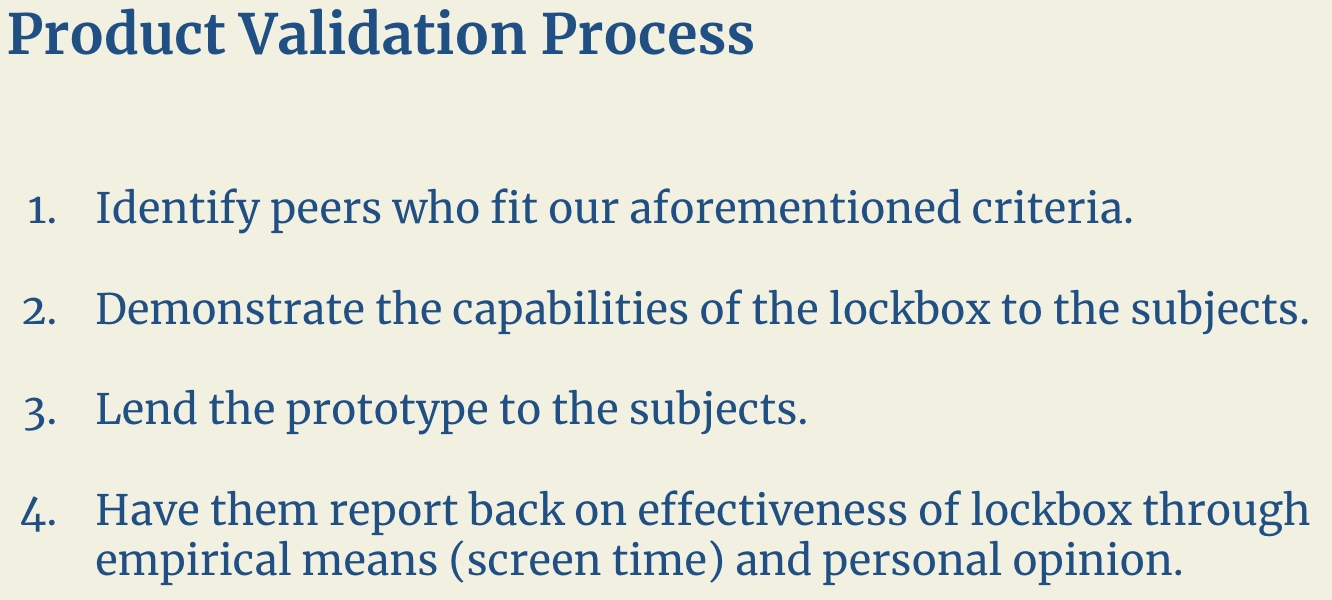 Product Validation Process
1. Identify peers who fit our aforementioned criteria.
2. Demonstrate the capabilities of the lockbox to the subjects.
3. Lend the prototype to the subjects.
4. Have them report back on effectiveness of lockbox through
empirical means (screen time) and personal opinion.